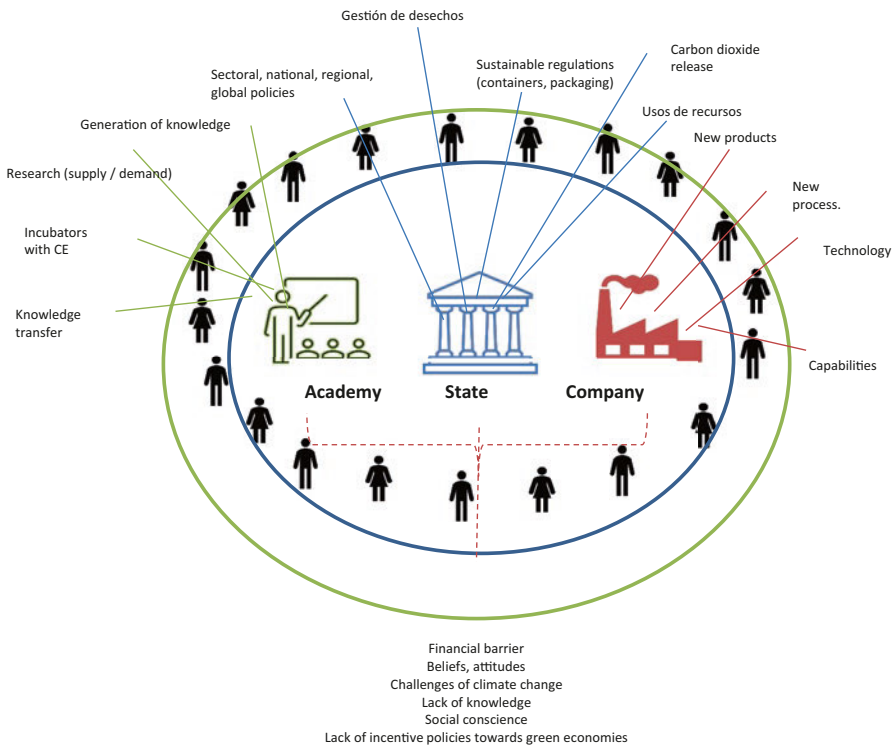 Gestión de desechos
Sectoral, national, regional,
global policies
Sustainable regulations
(containers, packaging)
Carbon dioxide
release
Generation of knowledge
Usos de recursos
New products
Research (supply / demand)
New
process.
Incubators
with CE
Technology
Knowledge
transfer
Capabilities
Academy
State
Company
Financial barrier
Beliefs, attitudes
Challenges of climate change
Lack of knowledge
Social conscience
Lack of incentive policies towards green economies